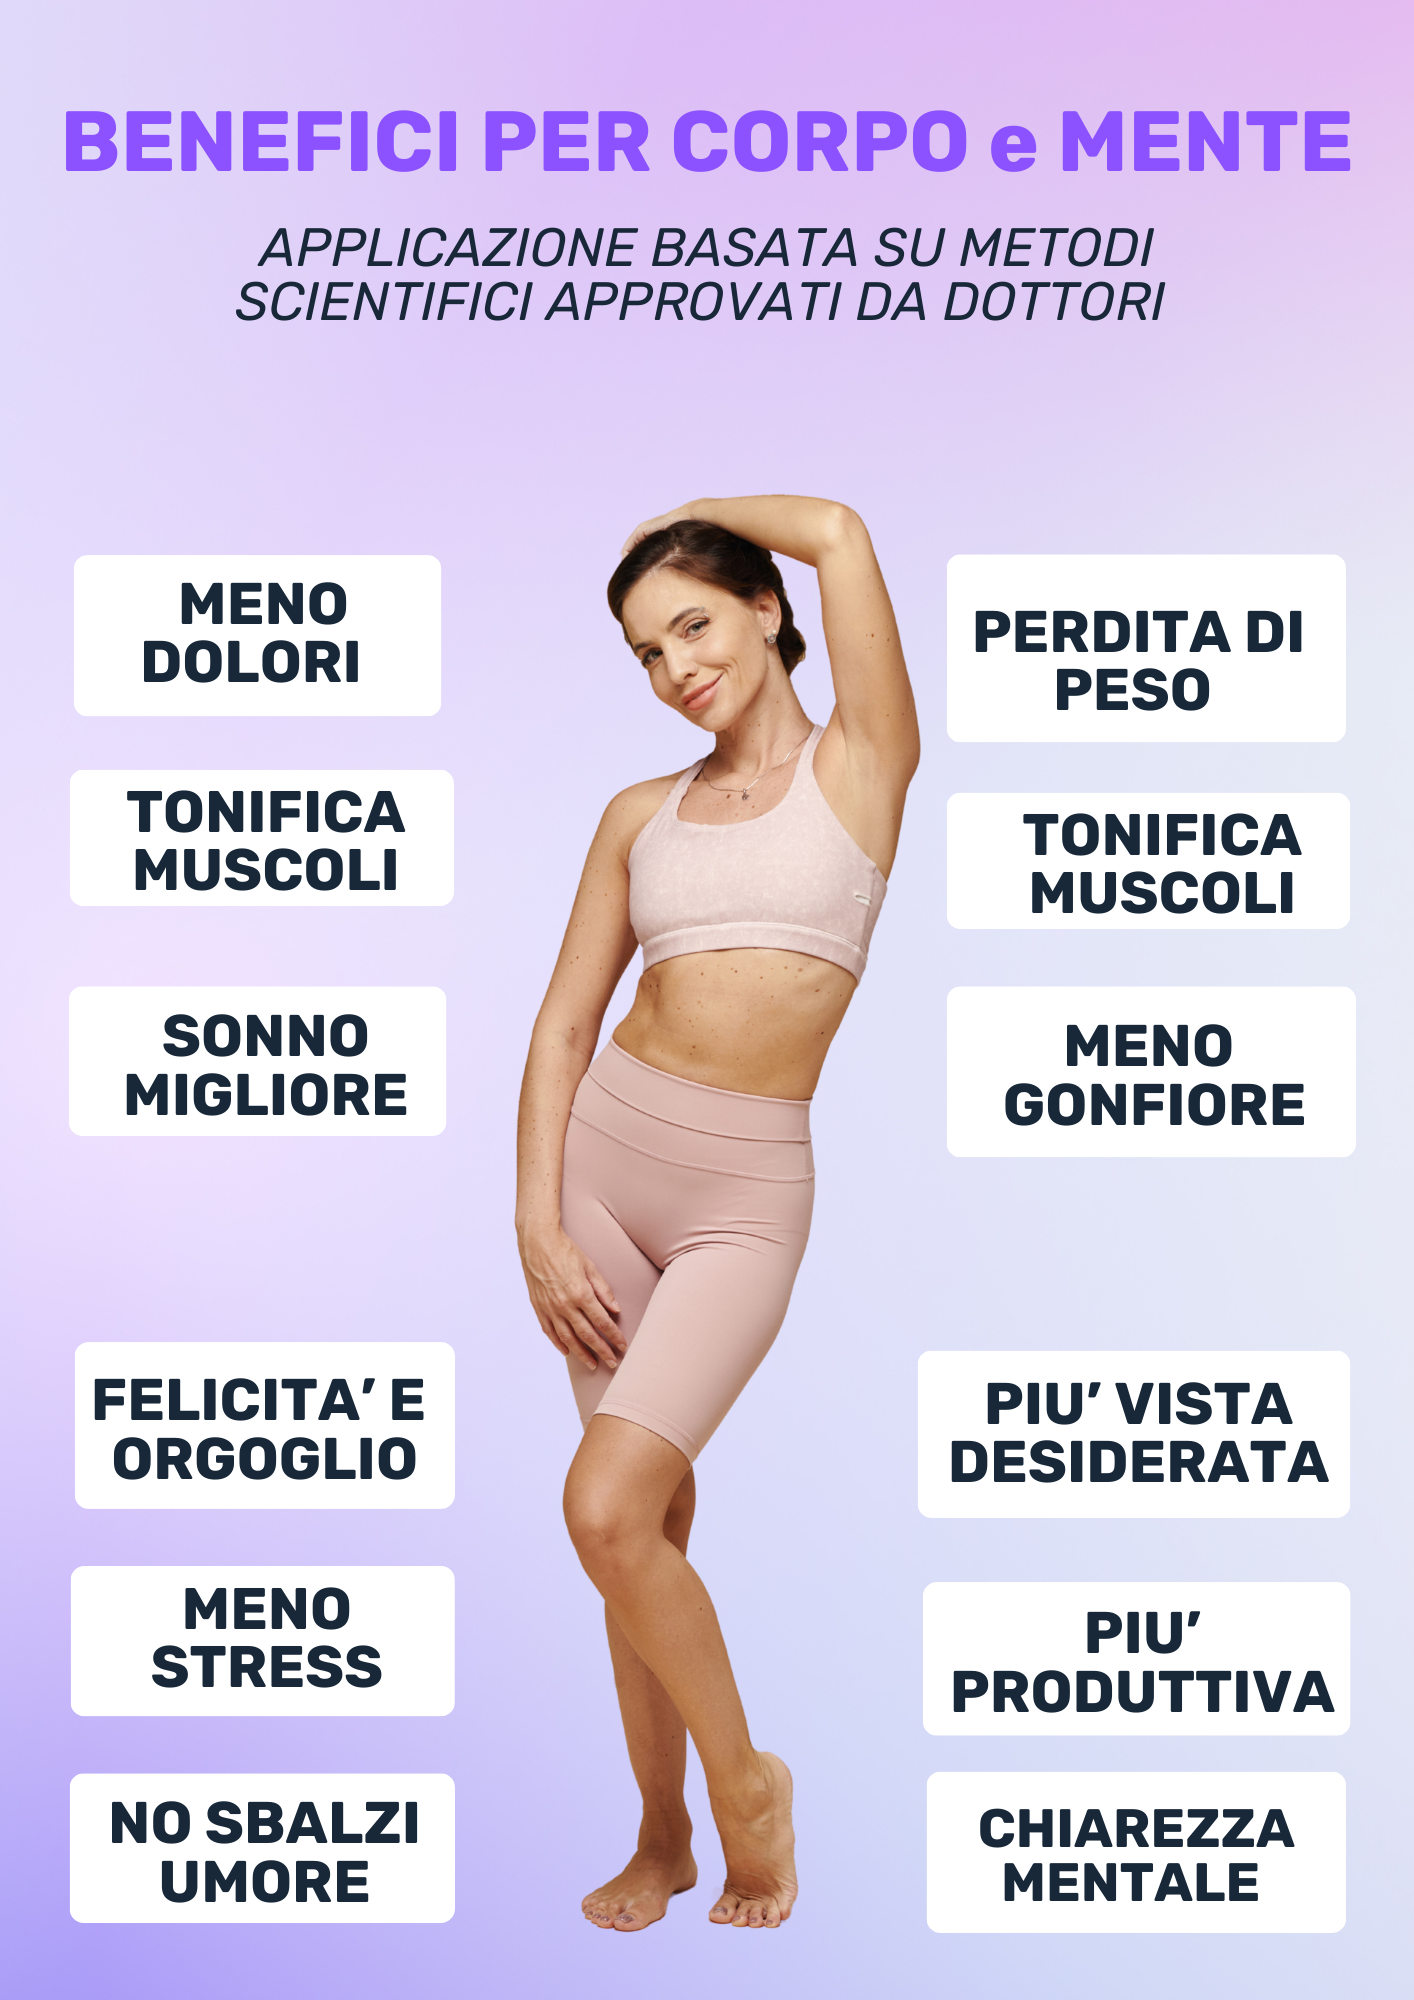 BENEFICI PER CORPO e MENTE
APPLICAZIONE BASATA SU METODI
SCIENTIFICI APPROVATI DA DOTTORI
MENO
DOLORI
PERDITA DI
PESO
TONIFICA
MUSCOLI
TONIFICA
MUSCOLI
SONNO
MIGLIORE
MENO
GONFIORE
FELICITA’ E
ORGOGLIO
PIU’ VISTA
DESIDERATA
MENO
STRESS
PIU’
PRODUTTIVA
NO SBALZI
UMORE
CHIAREZZA
MENTALE